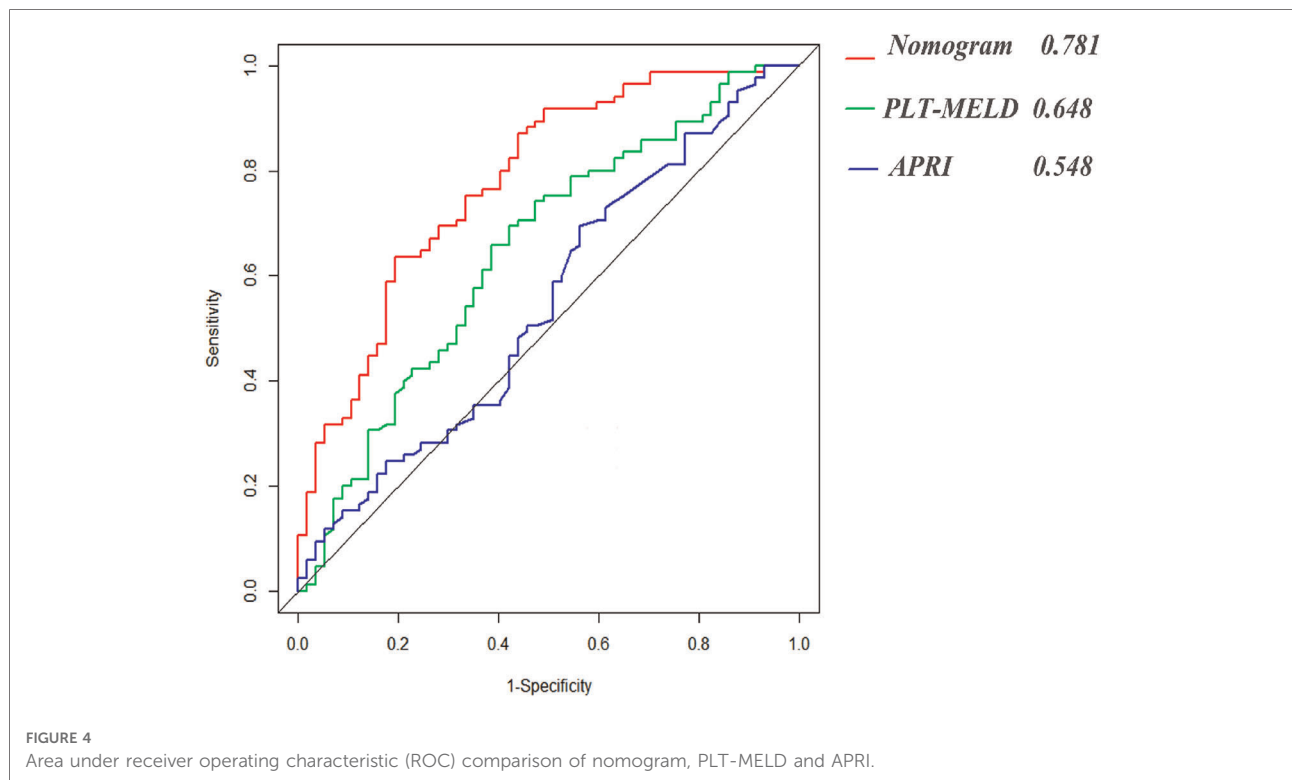 Nomogram 0.781
PLT-MELD 0.648
APRI 0.548
1.0
0.8
0.6
0.4
0.2
0.0
Sensitivity
0.0 0.2 0.4 0.6 0.8 1.0
1-Specificity
FIGURE 4
Area under receiver operating characteristic (ROC) comparison of nomogram, PLT-MELD and APRI.